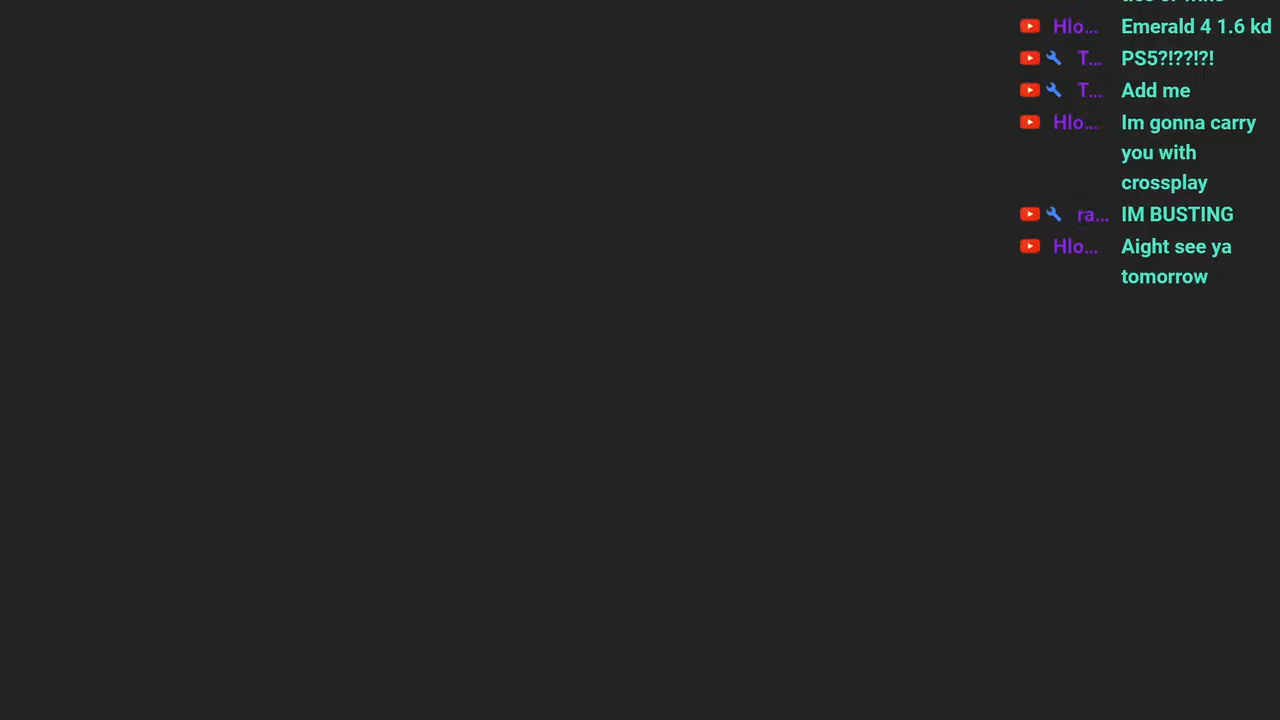 Hlo... Emerald 4 1.6 kd
T... PS5?!??!?!
T... Add me
Hlo... Im gonna carry
you with
crossplay
ra... IM BUSTING
Hlo... Aight see ya
tomorrow